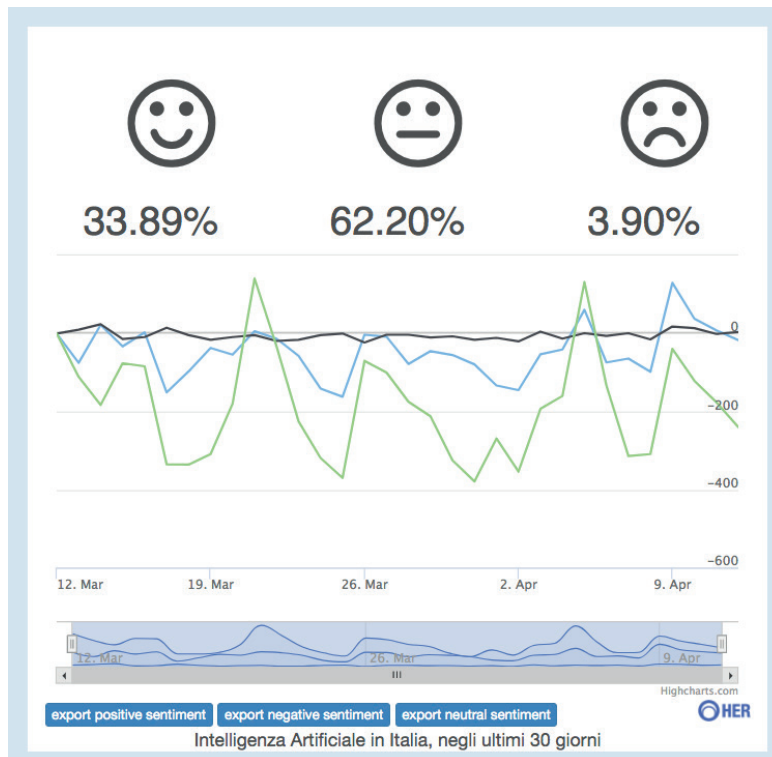 33.89% 62.20% 3.90%
0
−200
−400
−600
12. Mar 19. Mar 26. Mar 2. Apr 9. Apr
12. Mar 26. Mar 9. Apr
Highcharts.com
export positive sentiment export negative sentiment export neutral sentiment
HER
Intelligenza Artificiale in Italia, negli ultimi 30 giorni